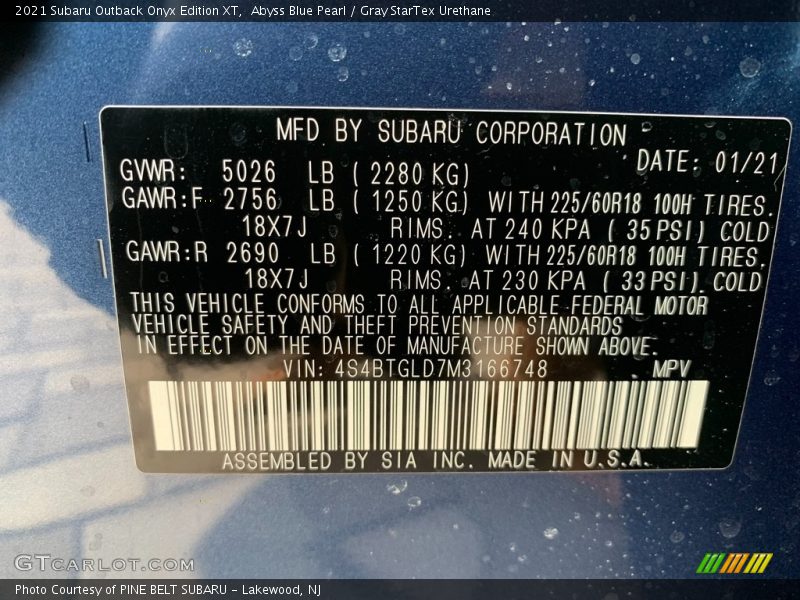 2021 Subaru Outback Onyx Edition XT, Abyss Blue Pearl / Gray StarTex Urethane
MFD BY SUBARU CORPORATION
DATE: 01/21
GVWR: 5026 LB ( 2280 KG)
GAWR:F 2756 LB ( 1250 KG) WITH 225/60R18 100H TIRES.
18X7J RIMS. AT 240 KPA ( 35 PSI) COLD
GAWR:R 2690 LB ( 1220 KG) WITH 225/60R18 100H TIRES.
18X7J RIMS. AT 230 KPA ( 33 PSI) COLD
THIS VEHICLE CONFORMS TO ALL APPLICABLE FEDERAL MOTOR
VEHICLE SAFETY AND THEFT PREVENTION STANDARDS
IN EFFECT ON THE DATE OF MANUFACTURE SHOWN ABOVE.
VIN: 4S4BTGLD7M3166748 MPV
ASSEMBLED BY SIA INC. MADE IN U.S.A.
GTCARLOT.COM
Photo Courtesy of PINE BELT SUBARU - Lakewood, NJ